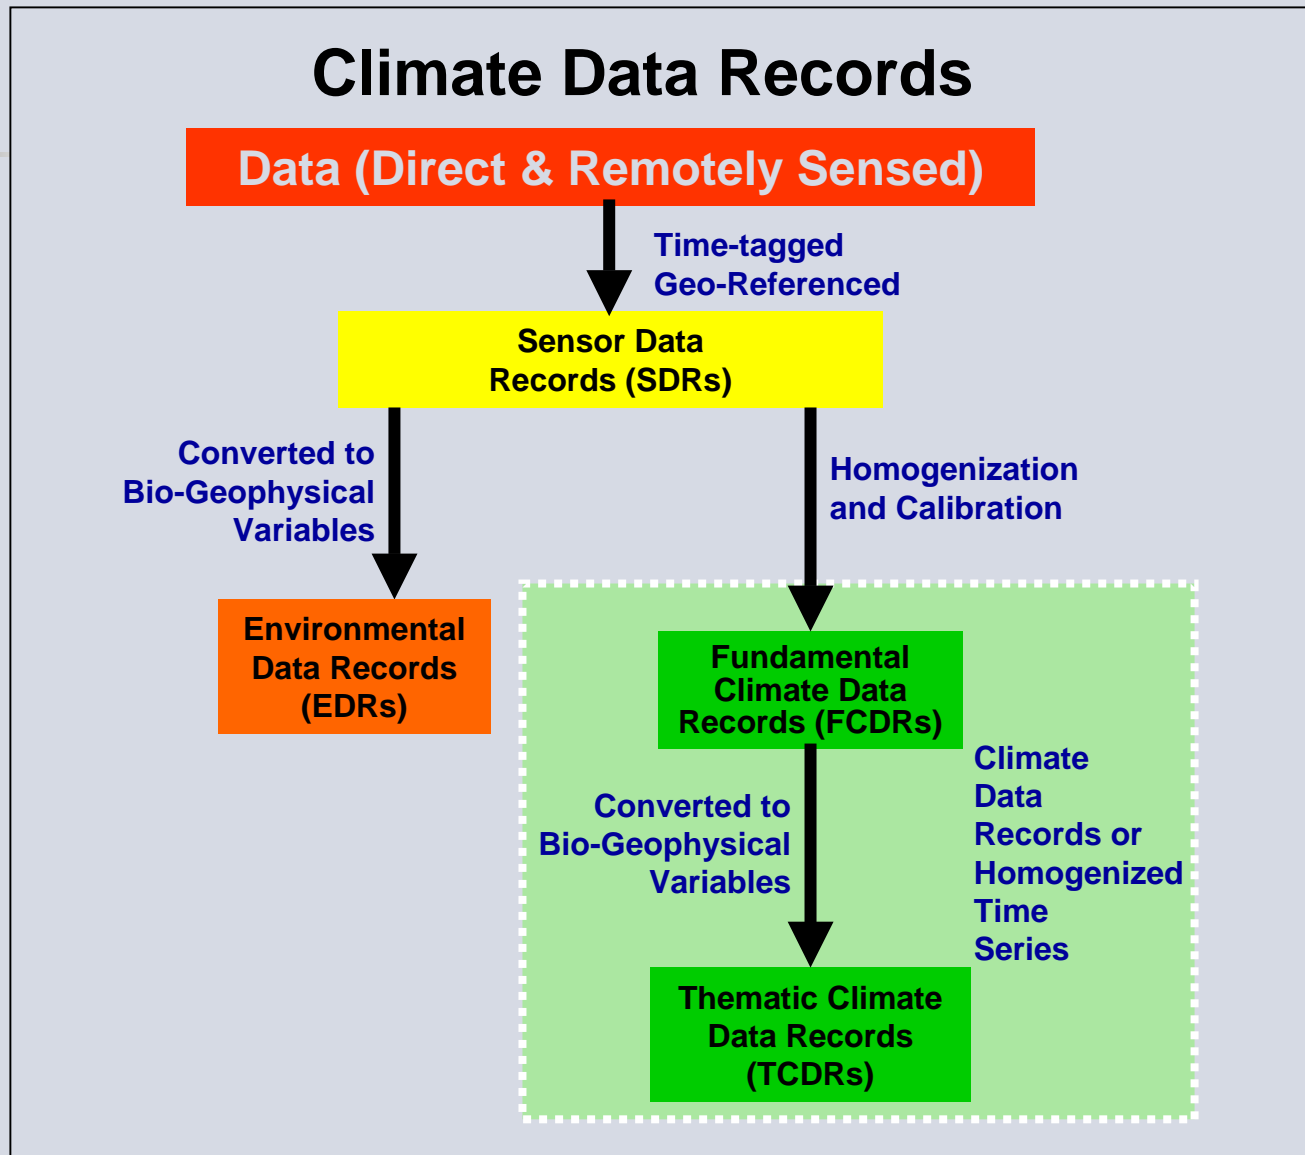 Climate Data Records
Data (Direct & Remotely Sensed)
Time-tagged
Geo-Referenced
Sensor Data
Records (SDRs)
Converted to
Bio-Geophysical
Variables
Homogenization
and Calibration
Environmental
Data Records
(EDRs)
Fundamental
Climate Data
Records (FCDRs)
Converted to
Bio-Geophysical
Variables
Climate
Data
Records or
Homogenized
Time
Series
Thematic Climate
Data Records
(TCDRs)